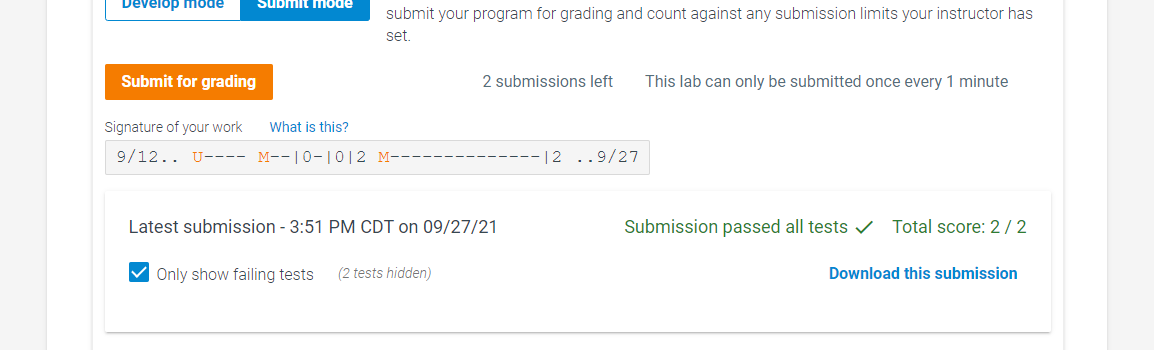 Develop mode Submit mode
submit your program for grading and count against any submission limits your instructor has
set.
Submit for grading 2 submissions left This lab can only be submitted once every 1 minute
Signature of your work What is this?
9/12.. U---- M--|0-|0|2 M--------------|2 ..9/27
Latest submission - 3:51 PM CDT on 09/27/21 Submission passed all tests ✓ Total score: 2 / 2
Only show failing tests (2 tests hidden) Download this submission